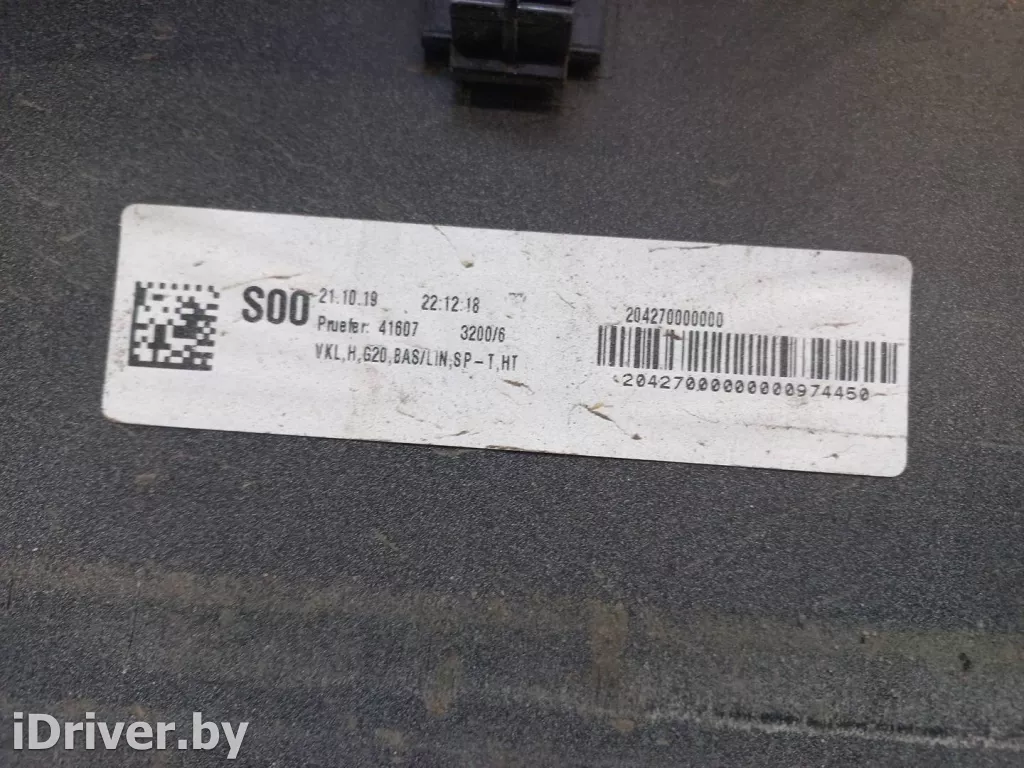 S00 21.10.19 22:12:18
Pruefer: 41607 3200/6
VKL,H,G20,BAS/LIN,SP-T,HT
204270000000
20427000000000974450
iDriver.by